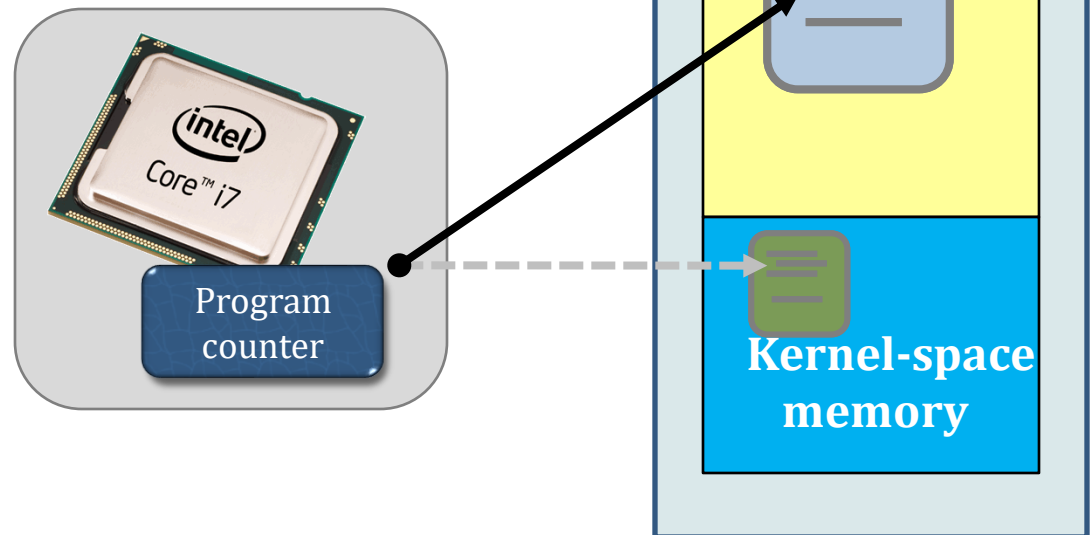 intel
Core™ i7
Program
counter
Kernel-space
memory